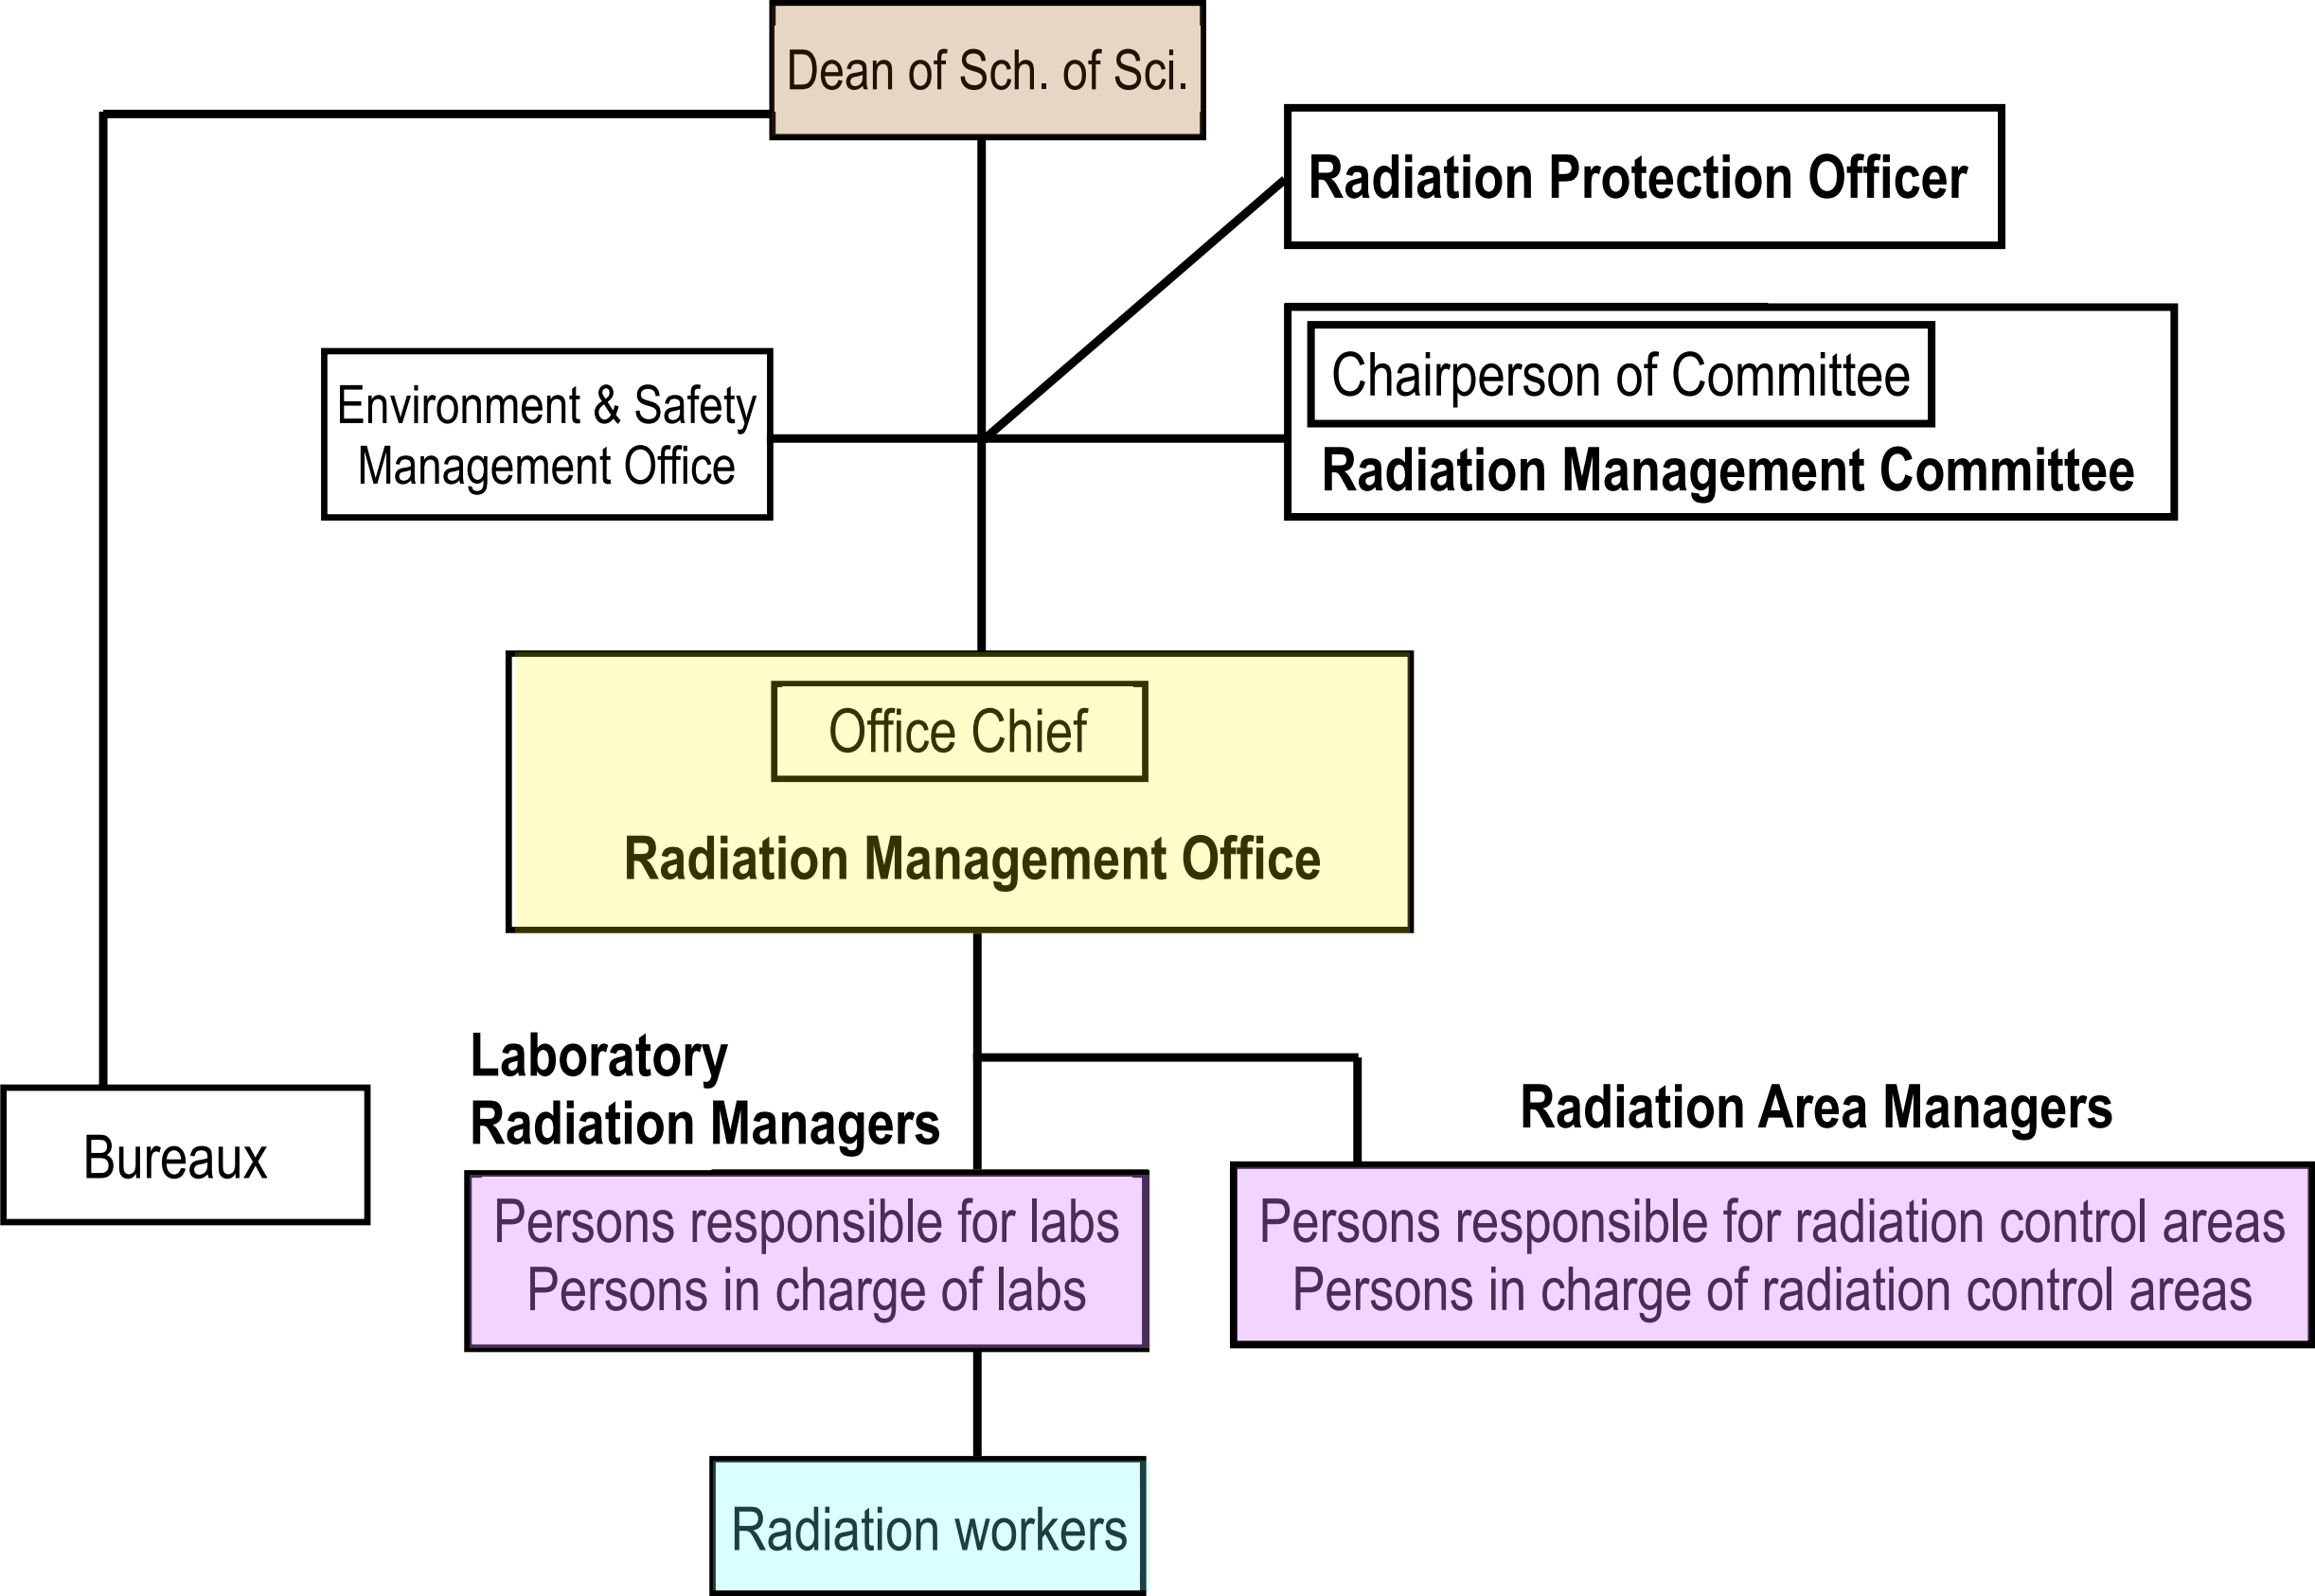 Dean of Sch. of Sci.
Radiation Protection Officer
Chairperson of Committee
Radiation Management Committee
Environment & Safety
Management Office
Office Chief
Radiation Management Office
Laboratory
Radiation Managers
Radiation Area Managers
Bureaux
Persons responsible for labs
Persons in charge of labs
Persons responsible for radiation control areas
Persons in charge of radiation control areas
Radiation workers